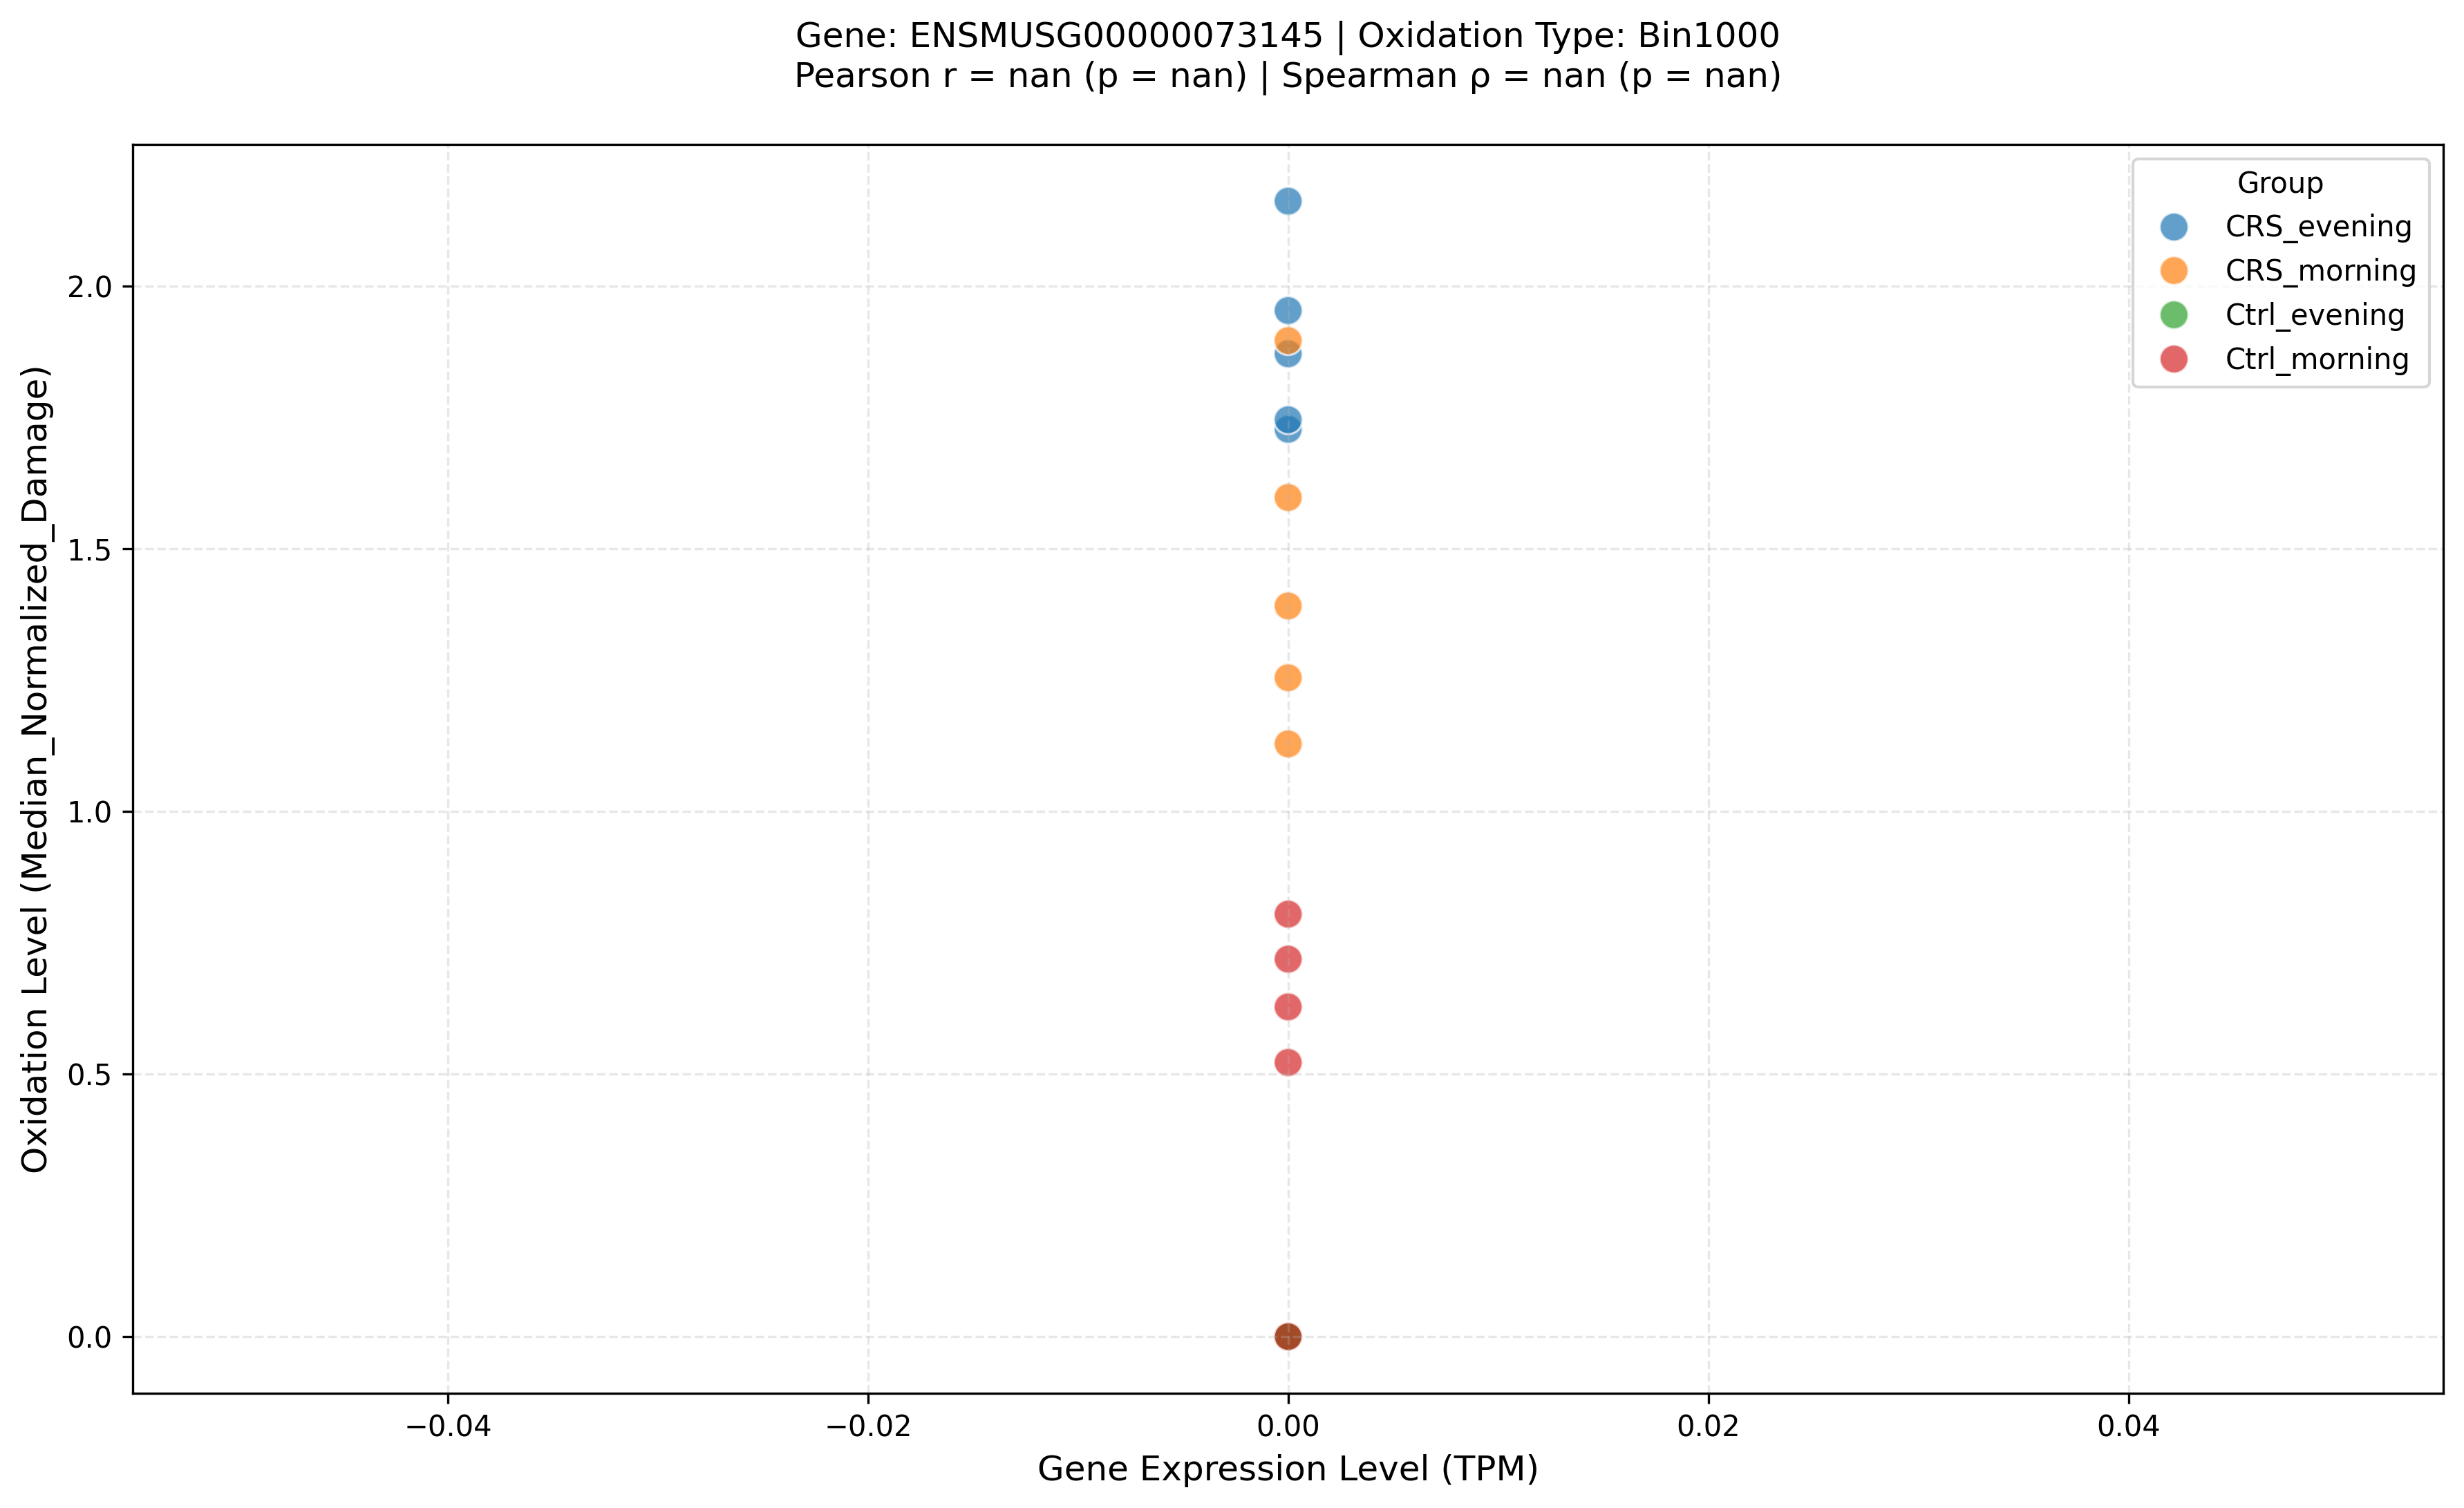 Gene: ENSMUSG00000073145 | Oxidation Type: Bin1000
Pearson r = nan (p = nan) | Spearman ρ = nan (p = nan)
Group
CRS_evening
CRS_morning
Ctrl_evening
Ctrl_morning
Oxidation Level (Median_Normalized_Damage)
2.0
1.5
1.0
0.5
0.0
−0.04
−0.02
0.00
0.02
0.04
Gene Expression Level (TPM)